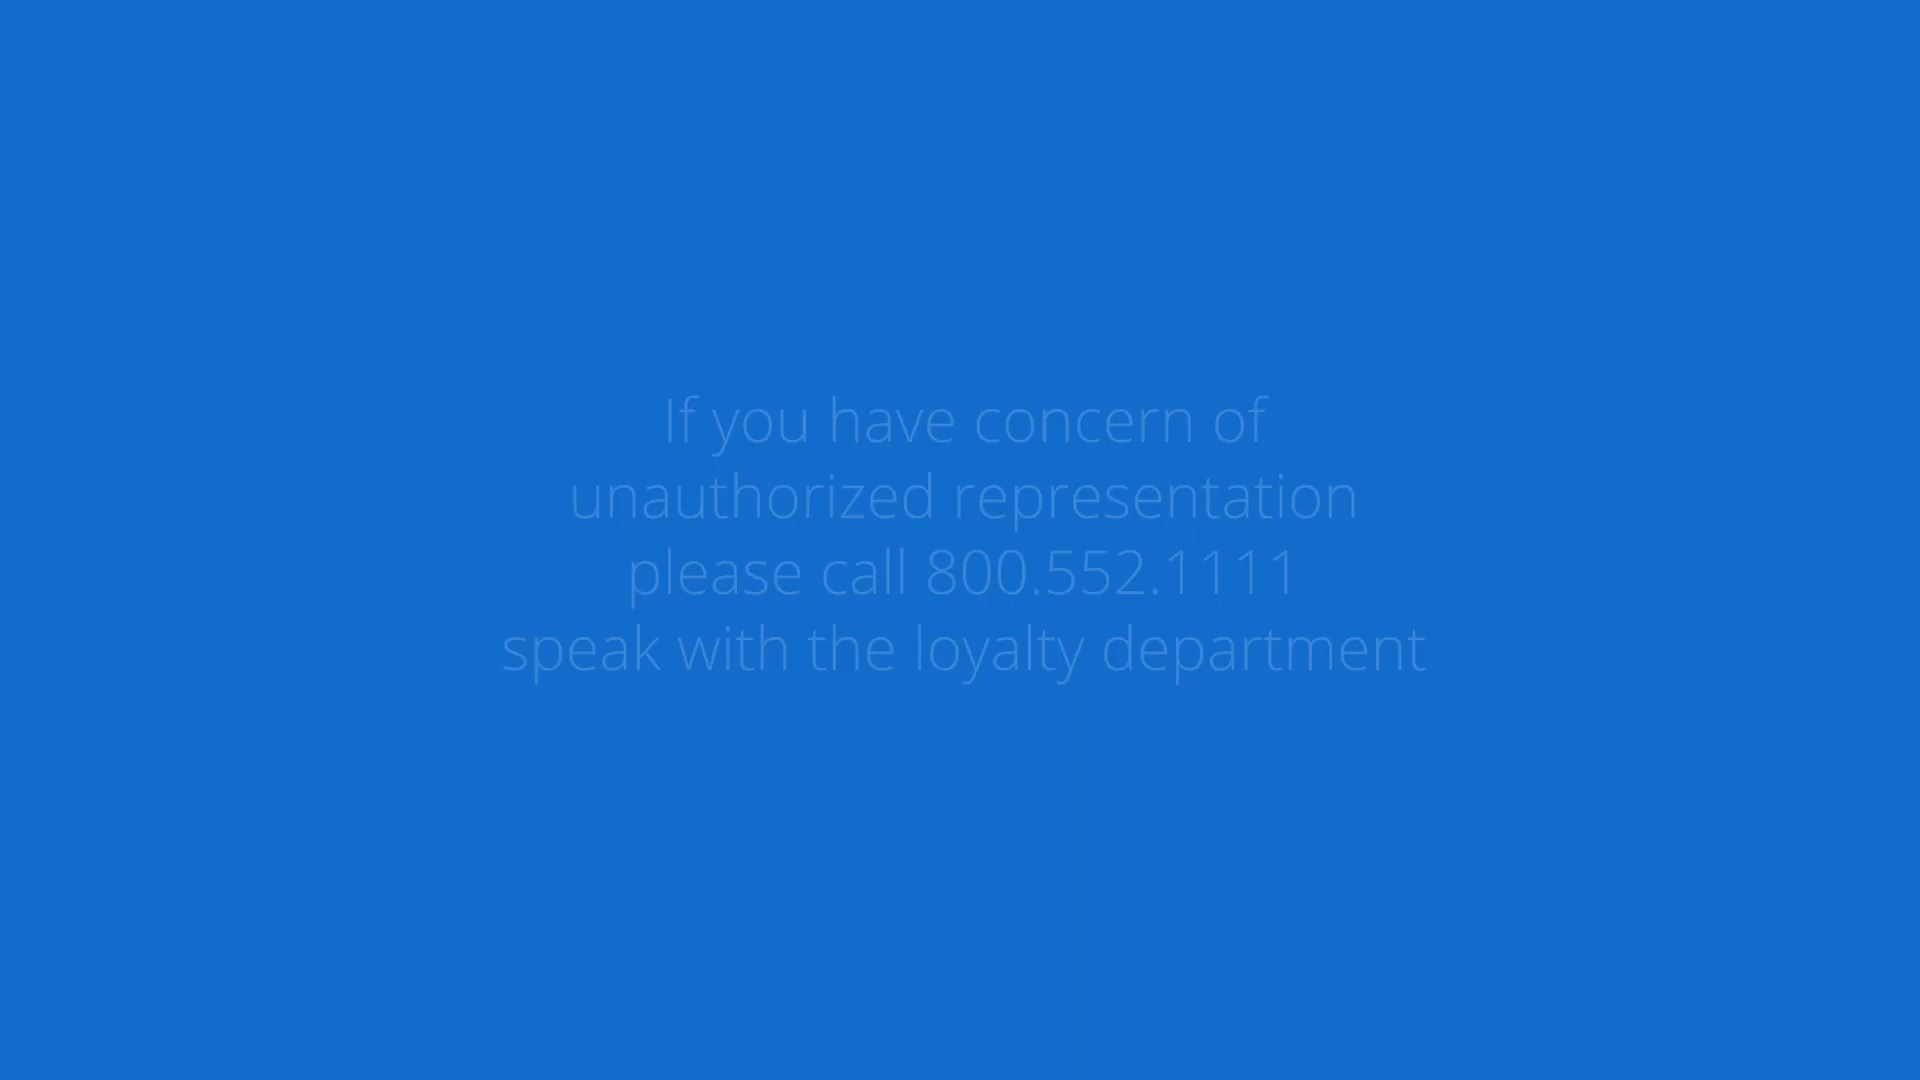 If you have concern of
unauthorized representation
please call 800.552.1111
speak with the loyalty department